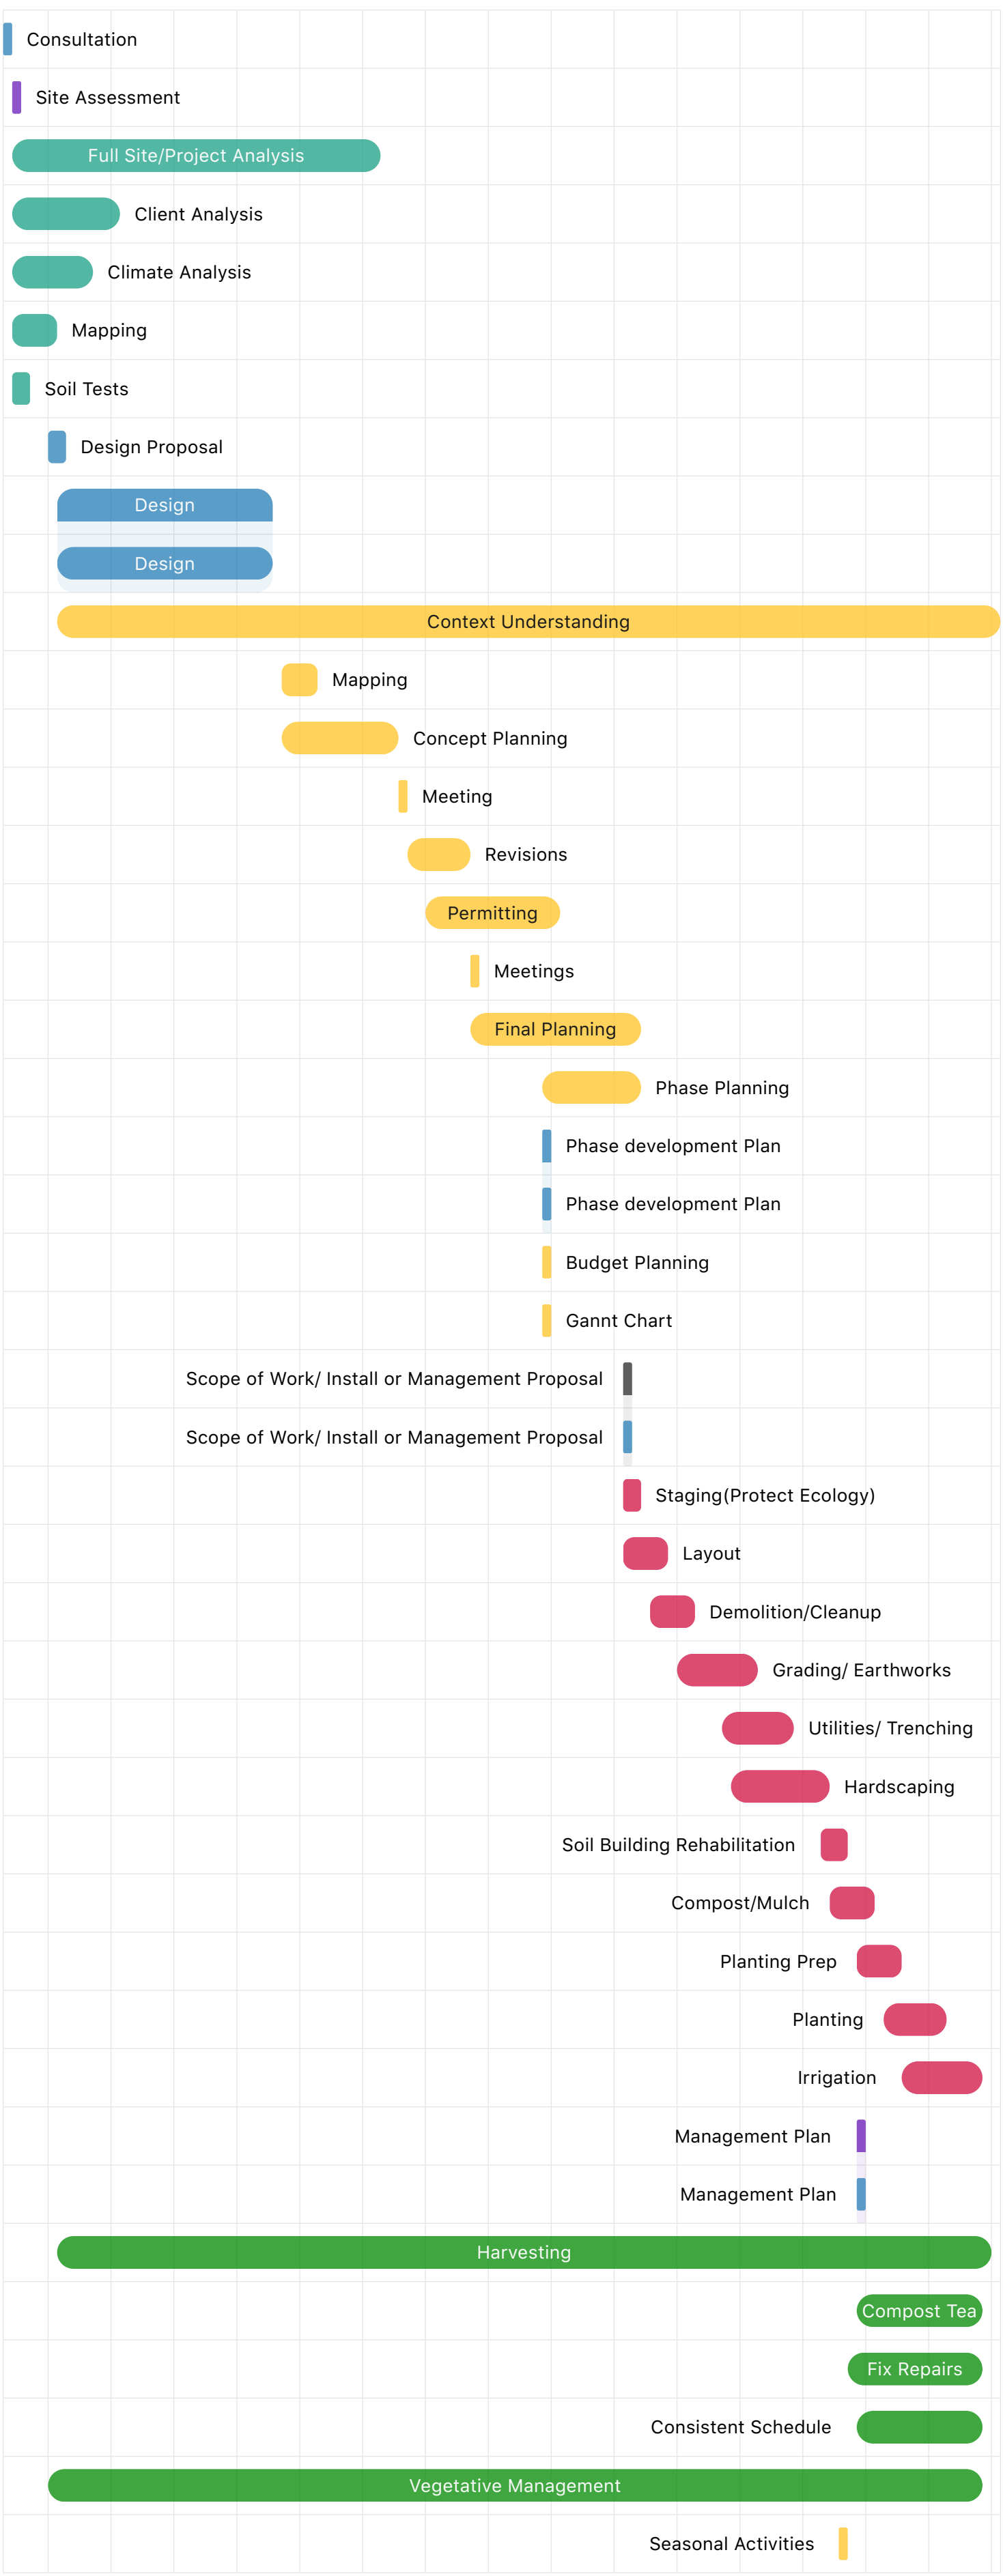 Consultation
Site Assessment
Full Site/Project Analysis
Client Analysis
Climate Analysis
Mapping
Soil Tests
Design Proposal
Design
Design
Context Understanding
Mapping
Concept Planning
Meeting
Revisions
Permitting
Meetings
Final Planning
Phase Planning
Phase development Plan
Phase development Plan
Budget Planning
Gannt Chart
Scope of Work/ Install or Management Proposal
Scope of Work/ Install or Management Proposal
Staging(Protect Ecology)
Layout
Demolition/Cleanup
Grading/ Earthworks
Utilities/ Trenching
Hardscaping
Soil Building Rehabilitation
Compost/Mulch
Planting Prep
Planting
Irrigation
Management Plan
Management Plan
Harvesting
Compost Tea
Fix Repairs
Consistent Schedule
Vegetative Management
Seasonal Activities